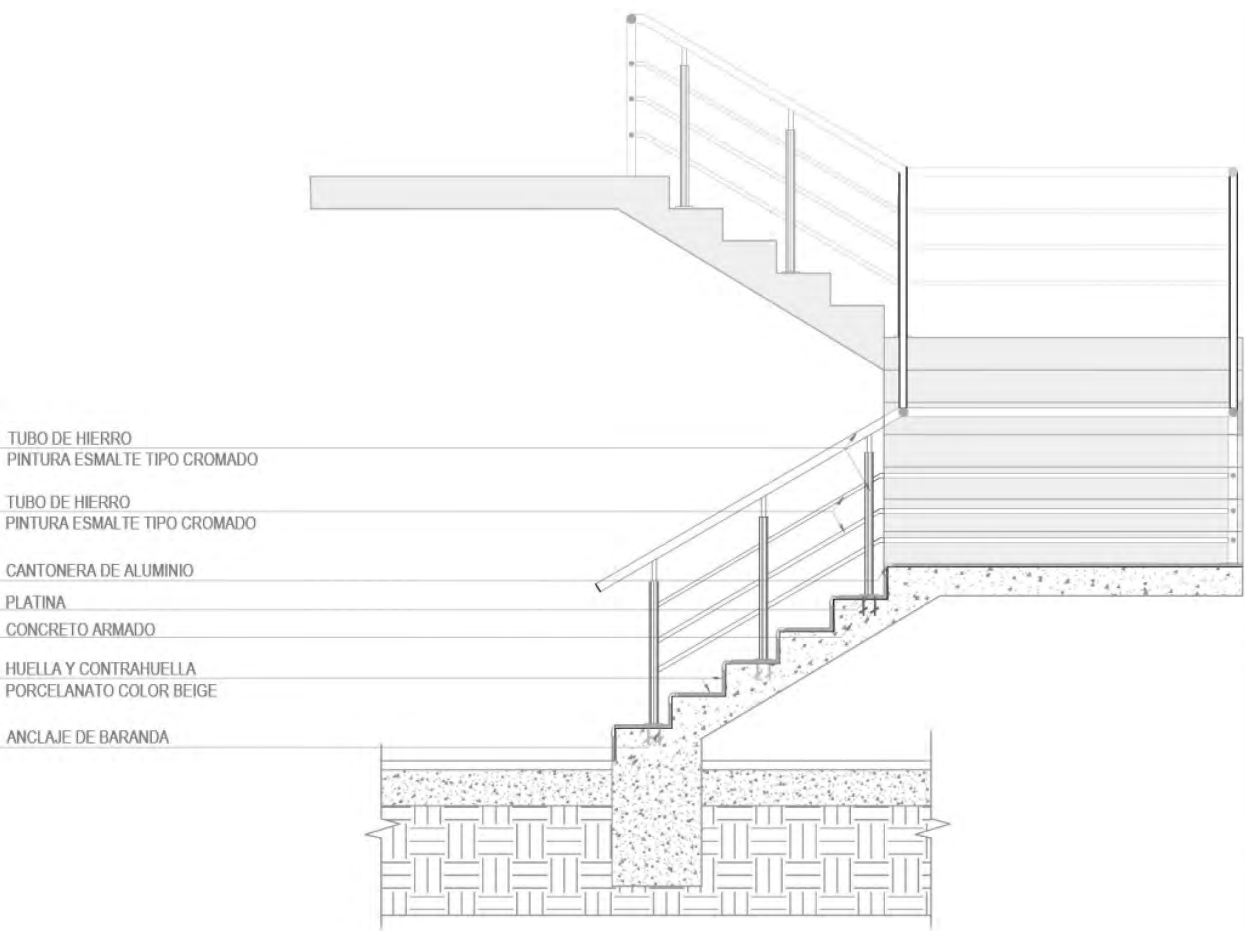 TUBO DE HIERRO
PINTURA ESMALTE TIPO CROMADO
TUBO DE HIERRO
PINTURA ESMALTE TIPO CROMADO
CANTONERA DE ALUMINIO
PLATINA
CONCRETO ARMADO
HUELLA Y CONTRAHUELLA
PORCELANATO COLOR BEIGE
ANCLAJE DE BARANDA